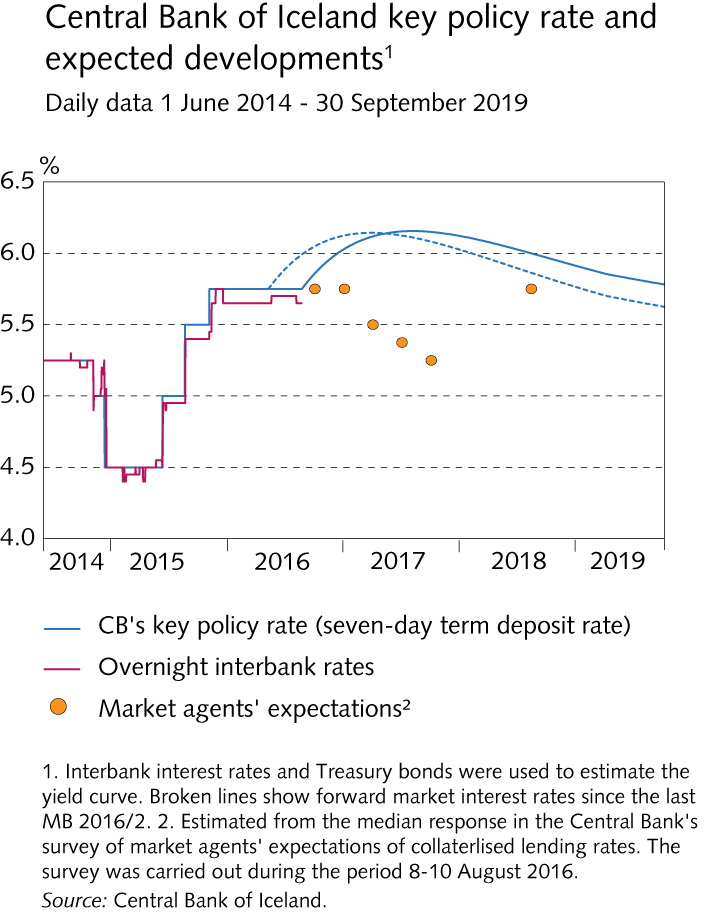 Central Bank of Iceland key policy rate and
expected developments¹
Daily data 1 June 2014 - 30 September 2019
%
6.5
6.0
5.5
5.0
4.5
4.0
2014 2015 2016 2017 2018 2019
CB's key policy rate (seven-day term deposit rate)
Overnight interbank rates
Market agents' expectations²
1. Interbank interest rates and Treasury bonds were used to estimate the
yield curve. Broken lines show forward market interest rates since the last
MB 2016/2. 2. Estimated from the median response in the Central Bank's
survey of market agents' expectations of collaterlised lending rates. The
survey was carried out during the period 8-10 August 2016.
Source: Central Bank of Iceland.